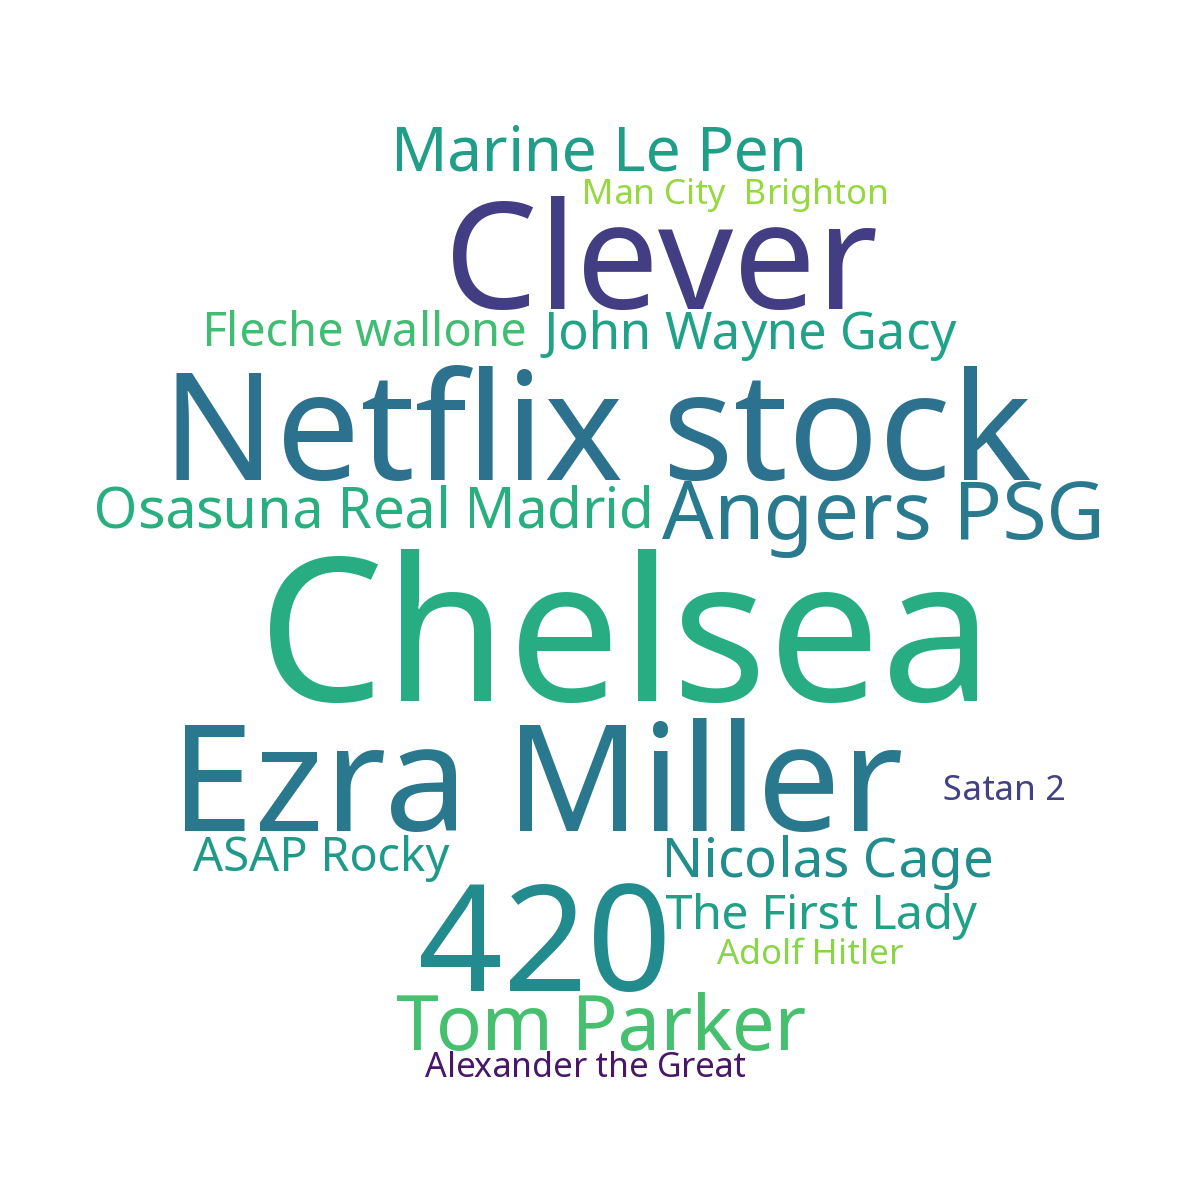 Marine Le Pen
Man City  Brighton
Clever
Fleche wallone
John Wayne Gacy
Netflix stock
Osasuna Real Madrid
Angers PSG
Chelsea
Ezra Miller
Satan 2
ASAP Rocky
Nicolas Cage
420
The First Lady
Adolf Hitler
Tom Parker
Alexander the Great